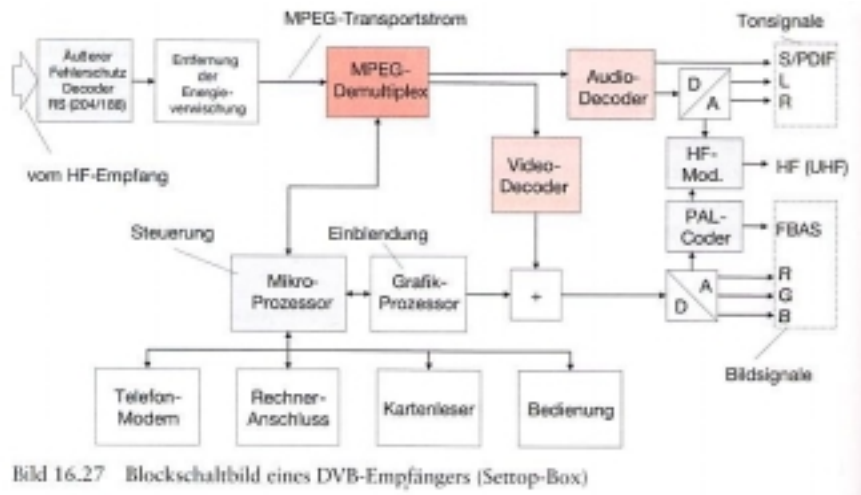 MPEG-Transportstrom
Tonsignale
Äußerer
Fehlerschutz
Decoder
RS (204/188)
Entfernung
der
Energie-
verwischung
MPEG-
Demultiplex
Audio-
Decoder
D
A
S/PDIF
L
R
vom HF-Empfang
Video-
Decoder
HF-
Mod.
HF (UHF)
Steuerung
Einblendung
PAL-
Coder
FBAS
Mikro-
Prozessor
Grafik-
Prozessor
+
A
D
R
G
B
Bildsignale
Telefon-
Modem
Rechner-
Anschluss
Kartenleser
Bedienung
Bild 16.27 Blockschaltbild eines DVB-Empfängers (Settop-Box)